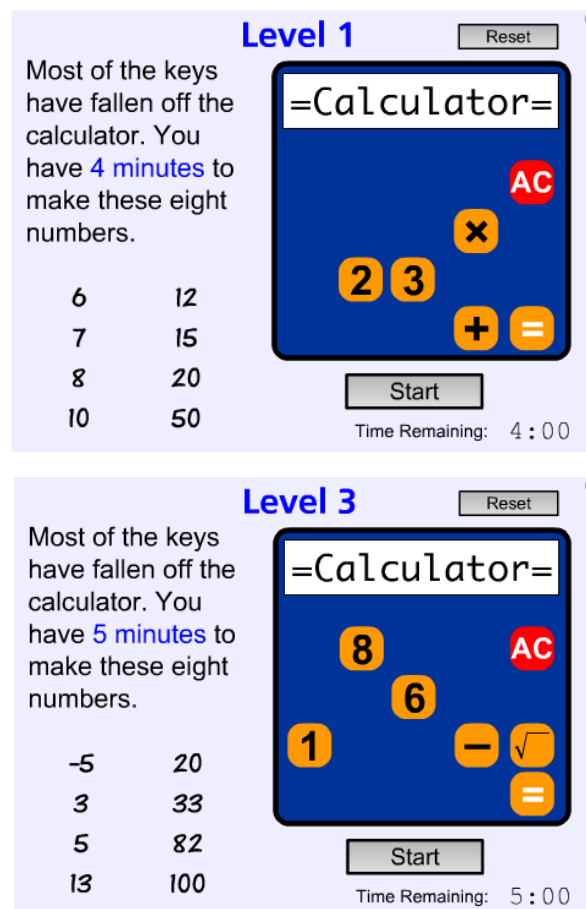 Level 1
Reset
Most of the keys
have fallen off the
calculator. You
have 4 minutes to
make these eight
numbers.
6 12
7 15
8 20
10 50
=Calculator=
AC
×
2 3
+ =
Start
Time Remaining: 4:00
Level 3
Reset
Most of the keys
have fallen off the
calculator. You
have 5 minutes to
make these eight
numbers.
-5 20
3 33
5 82
13 100
=Calculator=
8 AC
6
1 − √
=
Start
Time Remaining: 5:00